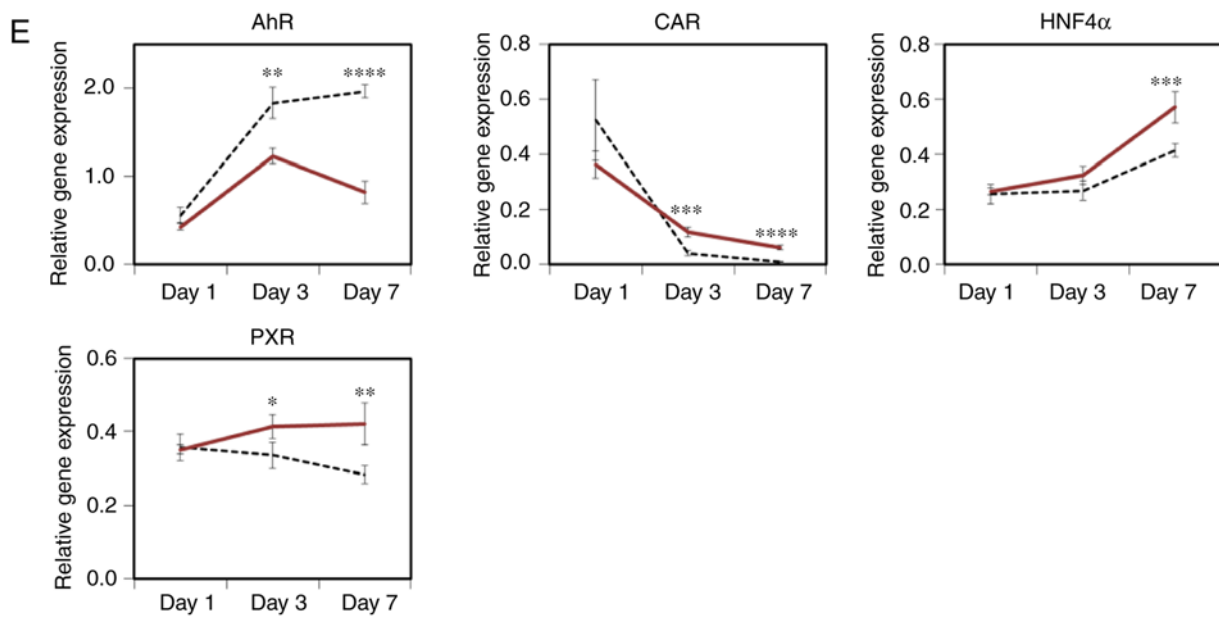 E
AhR
Relative gene expression
2.0
1.0
0.0
**
****
Day 1 Day 3 Day 7
CAR
Relative gene expression
0.8
0.6
0.4
0.2
0.0
***
****
Day 1 Day 3 Day 7
HNF4α
Relative gene expression
0.8
0.6
0.4
0.2
0.0
***
Day 1 Day 3 Day 7
PXR
Relative gene expression
0.6
0.4
0.2
0.0
*
**
Day 1 Day 3 Day 7